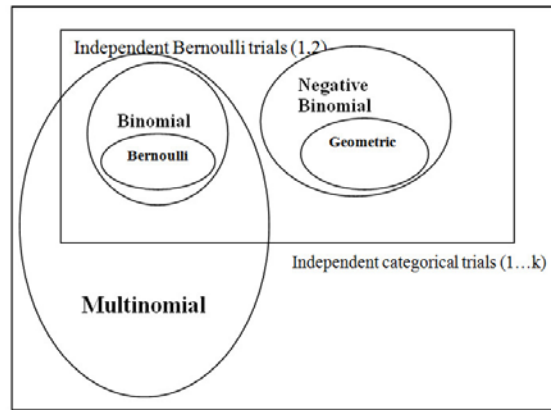 Independent Bernoulli trials (1,2)
Negative
Binomial
Binomial
Bernoulli
Geometric
Independent categorical trials (1…k)
Multinomial